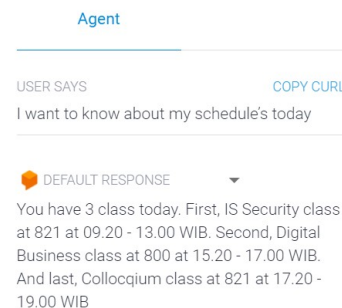 Agent
USER SAYS COPY CURL
I want to know about my schedule's today
DEFAULT RESPONSE
You have 3 class today. First, IS Security class
at 821 at 09.20 - 13.00 WIB. Second, Digital
Business class at 800 at 15.20 - 17.00 WIB.
And last, Collocqium class at 821 at 17.20 -
19.00 WIB